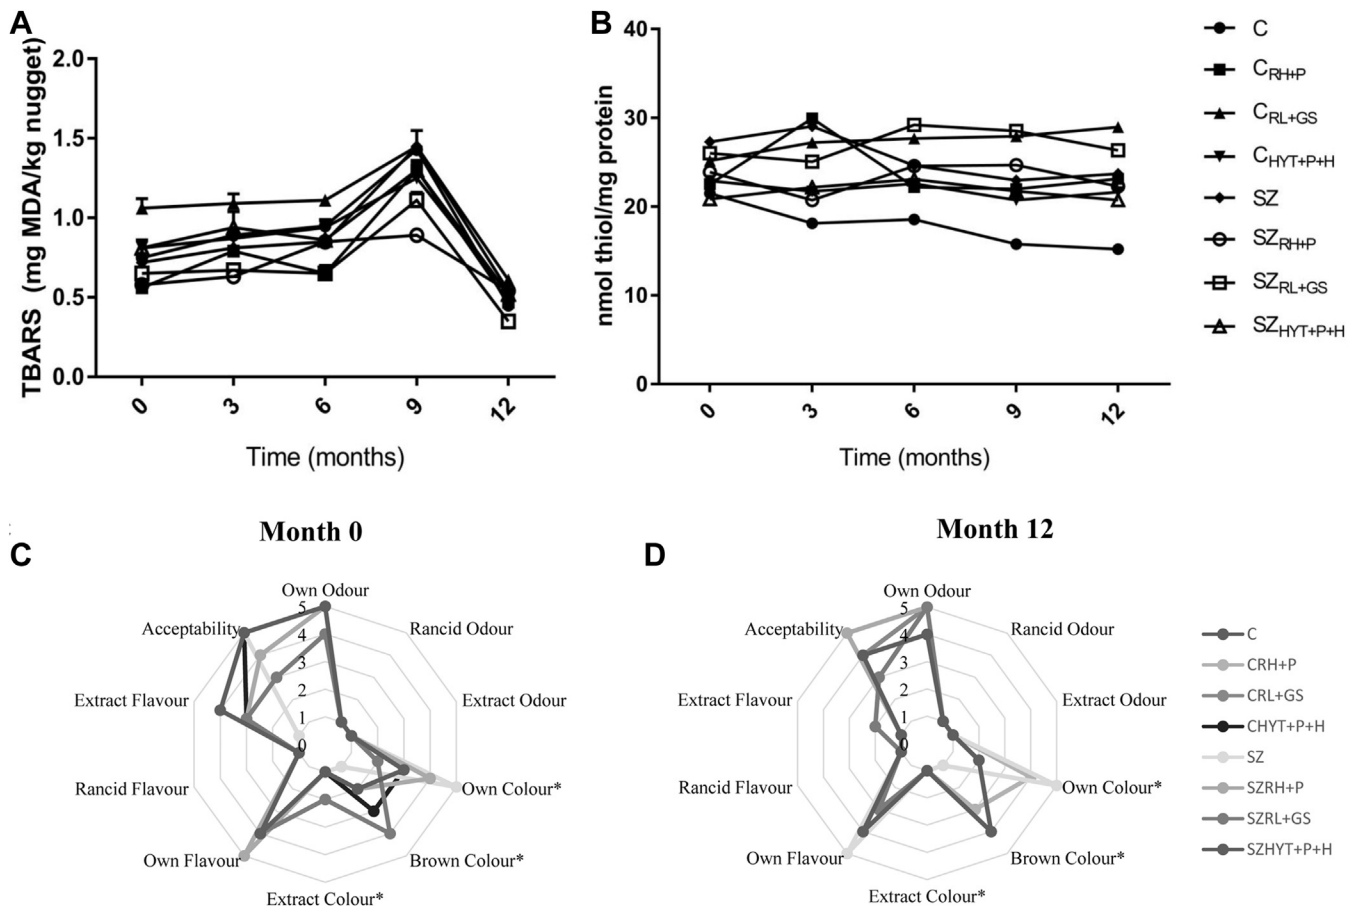 A
TBARS (mg MDA/kg nugget)
2.0
1.5
1.0
0.5
0.0
0 3 6 9 12
Time (months)
B
nmol thiol/mg protein
40
30
20
10
0
0 3 6 9 12
Time (months)
C
CRH+P
CRL+GS
CHYT+P+H
SZ
SZRH+P
SZRL+GS
SZHYT+P+H
Month 0
C
Own Odour
Rancid Odour
Extract Odour
Own Colour*
Brown Colour*
Extract Colour*
Own Flavour
Rancid Flavour
Extract Flavour
Acceptability
5
4
3
2
1
0
Month 12
D
Own Odour
Rancid Odour
Extract Odour
Own Colour*
Brown Colour*
Extract Colour*
Own Flavour
Rancid Flavour
Extract Flavour
Acceptability
5
4
3
2
1
0
C
CRH+P
CRL+GS
CHYT+P+H
SZ
SZRH+P
SZRL+GS
SZHYT+P+H